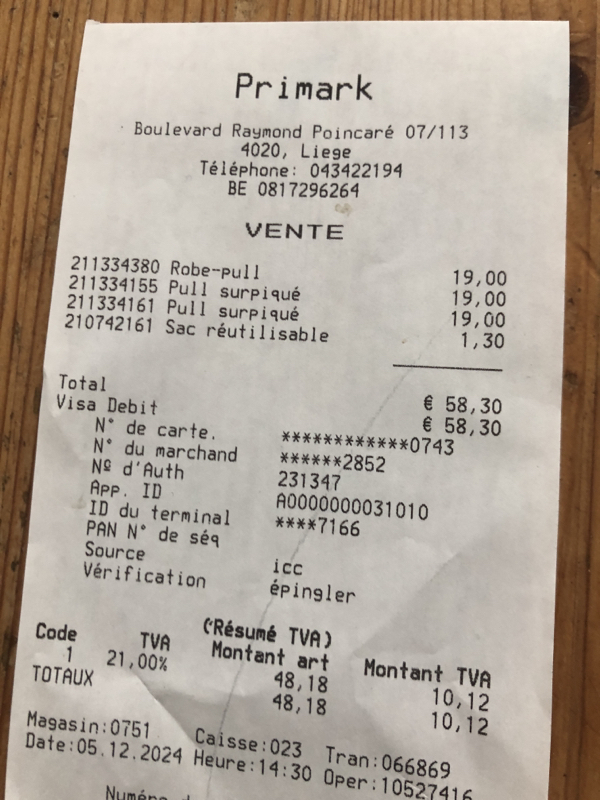 Primark
Boulevard Raymond Poincaré 07/113
4020, Liege
Téléphone: 043422194
BE 0817296264
VENTE
211334380 Robe-pull 19,00
211334155 Pull surpiqué 19,00
211334161 Pull surpiqué 19,00
210742161 Sac réutilisable 1,30
Total € 58,30
Visa Debit € 58,30
N° de carte. ************0743
N° du marchand ******2852
Nº d'Auth 231347
App. ID A0000000031010
ID du terminal ****7166
PAN N° de séq
Source icc
Vérification épingler
(Résumé TVA)
Code TVA Montant art Montant TVA
1 21,00% 48,18 10,12
TOTAUX 48,18 10,12
Magasin:0751 Caisse:023 Tran:066869
Date:05.12.2024 Heure:14:30 Oper:10527416
Numéro